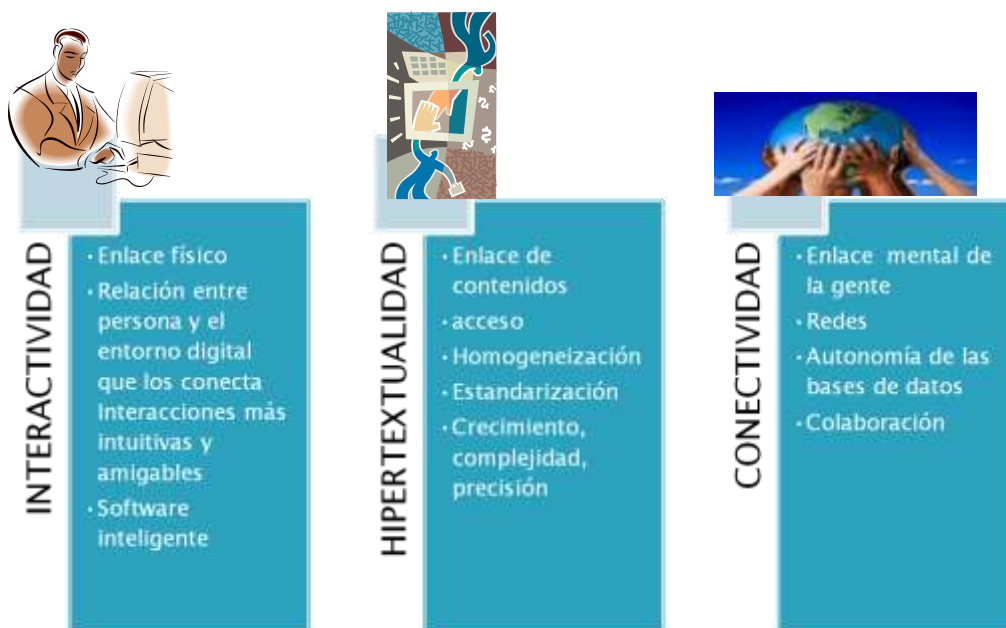 INTERACTIVIDAD
· Enlace físico
· Relación entre
persona y el
entorno digital
que los conecta
Interacciones más
intuitivas y
amigables
· Software
inteligente
HIPERTEXTUALIDAD
· Enlace de
contenidos
· acceso
· Homogeneización
· Estandarización
· Crecimiento,
complejidad,
precisión
CONECTIVIDAD
· Enlace mental de
la gente
· Redes
· Autonomía de las
bases de datos
· Colaboración